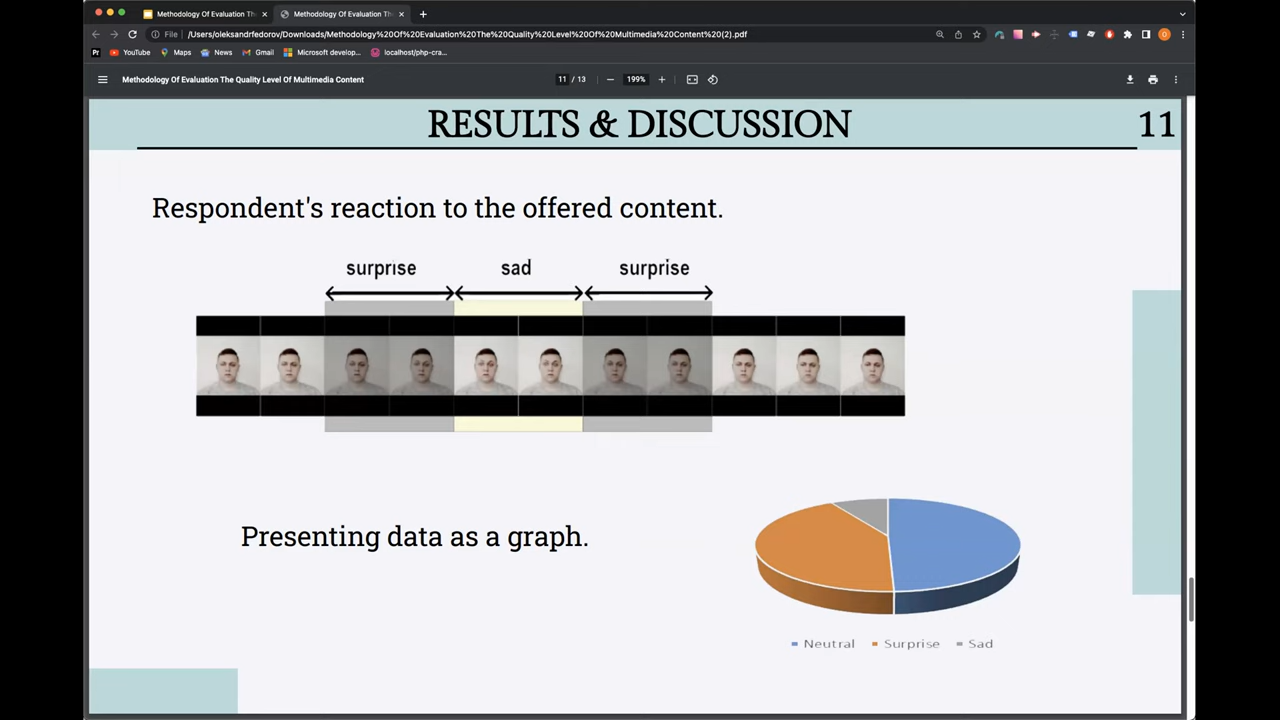 Methodology Of Evaluation Th
Methodology Of Evaluation Th
File
/Users/oleksandrfedorov/Downloads/Methodology%20Of%20Evaluation%20The%20Quality%20Level%20Of%20Multimedia%20Content%20(2).pdf
YouTube
Maps
News
Gmail
Microsoft develop...
localhost/php-cra...
Methodology Of Evaluation The Quality Level Of Multimedia Content
11 / 13
199%
RESULTS & DISCUSSION
11
Respondent's reaction to the offered content.
surprise
sad
surprise
Presenting data as a graph.
Neutral
Surprise
Sad